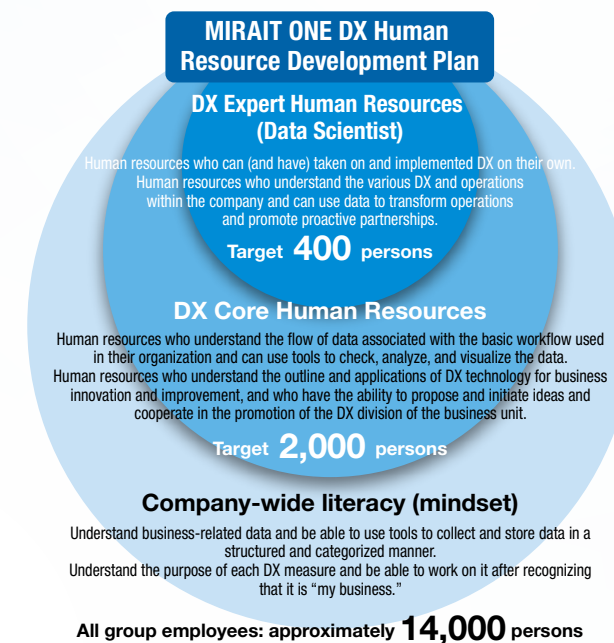 MIRAIT ONE DX Human
Resource Development Plan
DX Expert Human Resources
(Data Scientist)
Human resources who can (and have) taken on and implemented DX on their own.
Human resources who understand the various DX and operations
within the company and can use data to transform operations
and promote proactive partnerships.
Target 400 persons
DX Core Human Resources
Human resources who understand the flow of data associated with the basic workflow used
in their organization and can use tools to check, analyze, and visualize the data.
Human resources who understand the outline and applications of DX technology for business
innovation and improvement, and who have the ability to propose and initiate ideas and
cooperate in the promotion of the DX division of the business unit.
Target 2,000 persons
Company-wide literacy (mindset)
Understand business-related data and be able to use tools to collect and store data in a
structured and categorized manner.
Understand the purpose of each DX measure and be able to work on it after recognizing
that it is “my business.”
All group employees: approximately 14,000 persons